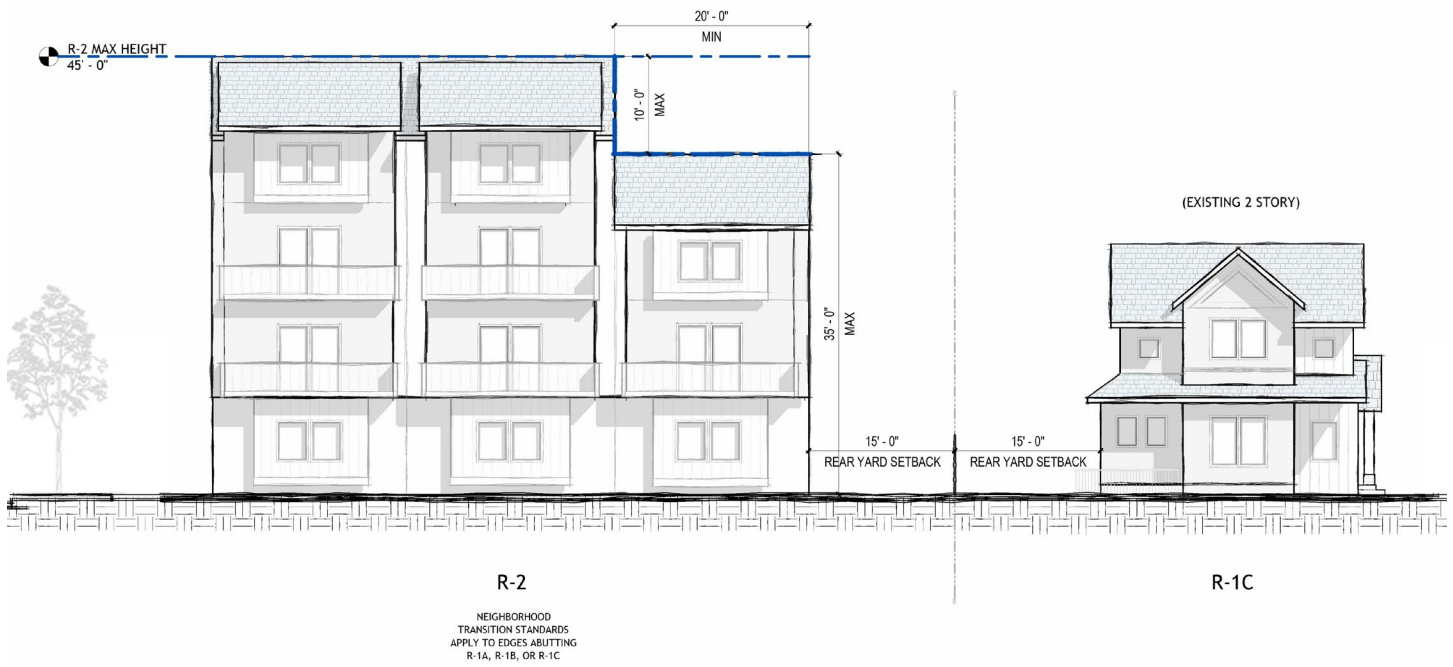 20' - 0"
MIN
R-2 MAX HEIGHT
45' - 0"
10' - 0"
MAX
35' - 0"
MAX
(EXISTING 2 STORY)
15' - 0"
REAR YARD SETBACK
15' - 0"
REAR YARD SETBACK
R-2
R-1C
NEIGHBORHOOD
TRANSITION STANDARDS
APPLY TO EDGES ABUTTING
R-1A, R-1B, OR R-1C